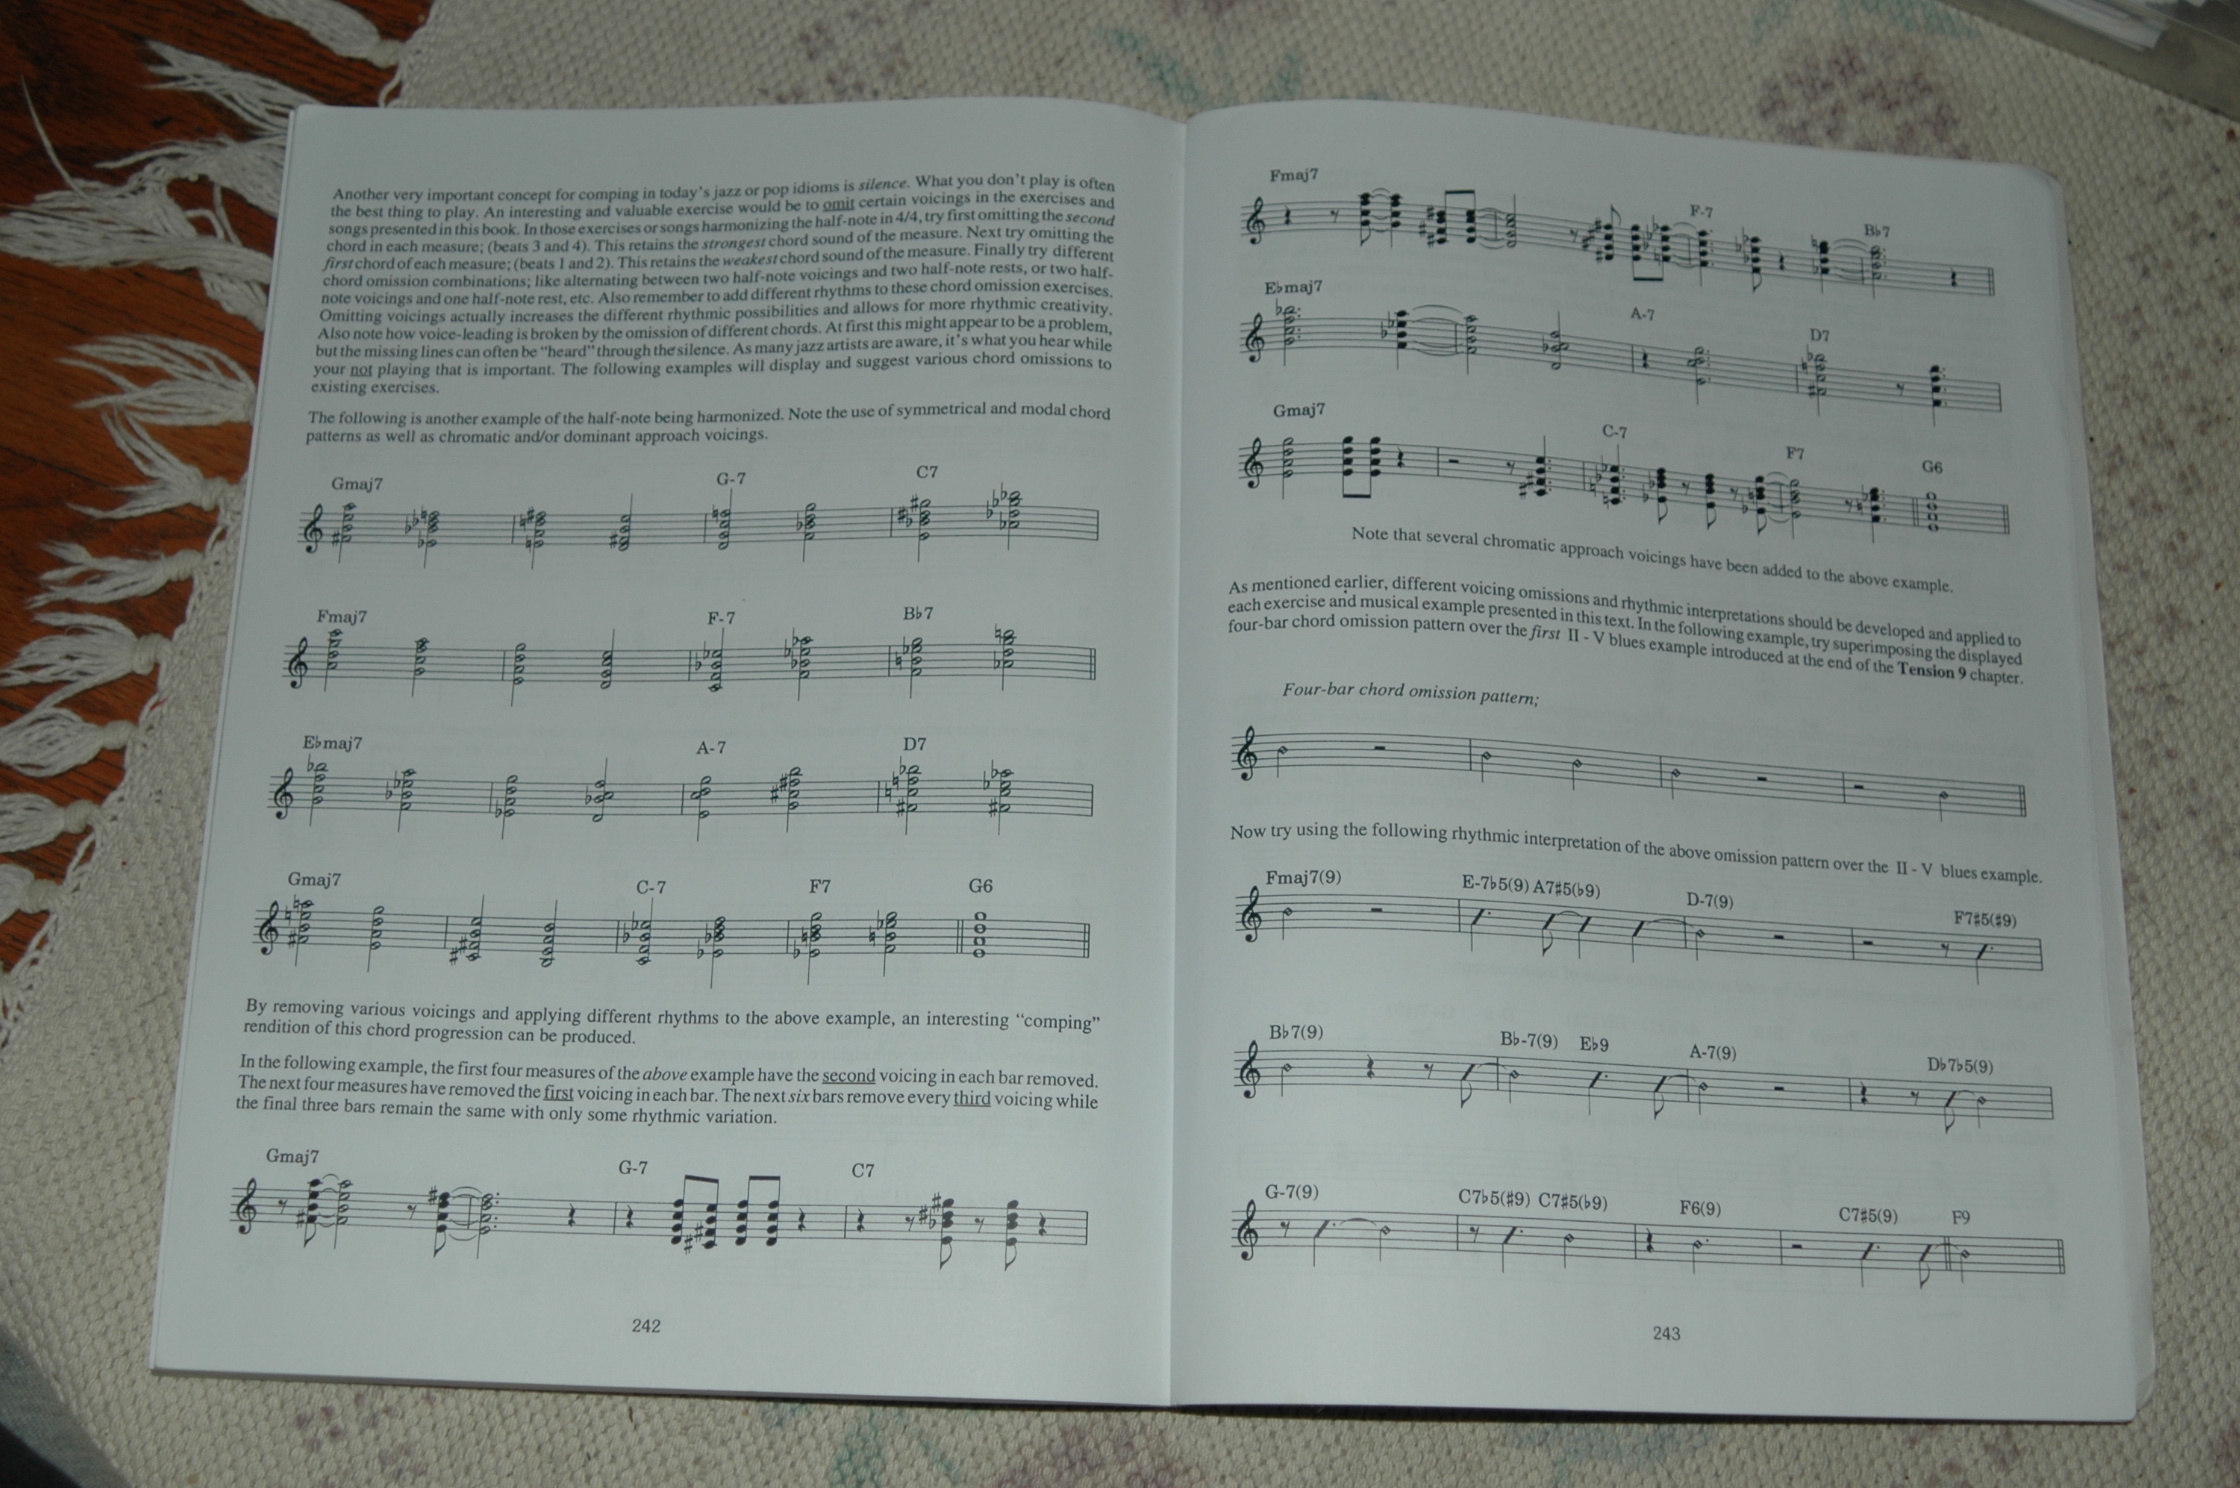 Another very important concept for comping in today's jazz or pop idioms is silence. What you don't play is often
the best thing to play. An interesting and valuable exercise would be to omit certain voicings in the exercises and
songs presented in this book. In those exercises or songs harmonizing the half-note in 4/4, try first omitting the second
chord in each measure; (beats 3 and 4). This retains the strongest chord sound of the measure. Next try omitting the
first chord of each measure; (beats 1 and 2). This retains the weakest chord sound of the measure. Finally try different
chord omission combinations; like alternating between two half-note voicings and two half-note rests, or two half-
note voicings and one half-note rest, etc. Also remember to add different rhythms to these chord omission exercises.
Omitting voicings actually increases the different rhythmic possibilities and allows for more rhythmic creativity.
Also note how voice-leading is broken by the omission of different chords. At first this might appear to be a problem,
but the missing lines can often be "heard" through the silence. As many jazz artists are aware, it's what you hear while
your not playing that is important. The following examples will display and suggest various chord omissions to
existing exercises.
The following is another example of the half-note being harmonized. Note the use of symmetrical and modal chord
patterns as well as chromatic and/or dominant approach voicings.
Gmaj7 G-7 C7
Fmaj7 F-7 B♭7
E♭maj7 A-7 D7
Gmaj7 C-7 F7 G6
By removing various voicings and applying different rhythms to the above example, an interesting "comping"
rendition of this chord progression can be produced.
In the following example, the first four measures of the above example have the second voicing in each bar removed.
The next four measures have removed the first voicing in each bar. The next six bars remove every third voicing while
the final three bars remain the same with only some rhythmic variation.
Gmaj7 G-7 C7
242
Fmaj7 F-7 B♭7
E♭maj7 A-7 D7
Gmaj7 C-7 F7 G6
Note that several chromatic approach voicings have been added to the above example.
As mentioned earlier, different voicing omissions and rhythmic interpretations should be developed and applied to
each exercise and musical example presented in this text. In the following example, try superimposing the displayed
four-bar chord omission pattern over the first II - V blues example introduced at the end of the Tension 9 chapter.
Four-bar chord omission pattern;
Now try using the following rhythmic interpretation of the above omission pattern over the II - V blues example.
Fmaj7(9) E-7♭5(9) A7♯5(♭9) D-7(9) F7♯5(♯9)
B♭7(9) B♭-7(9) E♭9 A-7(9) D♭7♭5(9)
G-7(9) C7♭5(♯9) C7♯5(♭9) F6(9) C7♯5(9) F9
243